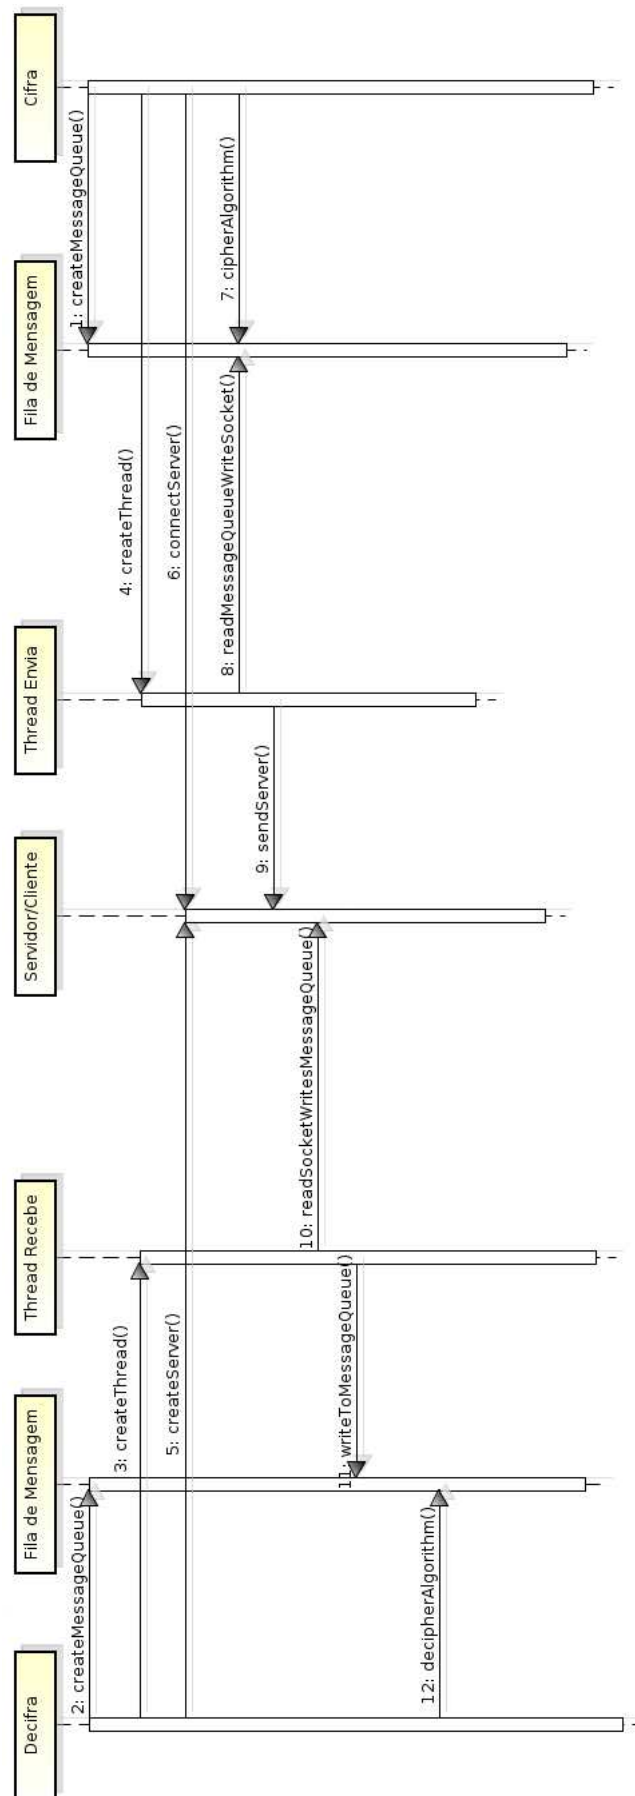 Decifra
Fila de Mensagem
Thread Recebe
Servidor/Cliente
Thread Envia
Fila de Mensagem
Cifra
1: createMessageQueue()
2: createMessageQueue()
3: createThread()
4: createThread()
5: createServer()
6: connectServer()
7: cipherAlgorithm()
8: readMessageQueueWriteSocket()
9: sendServer()
10: readSocketWritesMessageQueue()
11: writeToMessageQueue()
12: decipherAlgorithm()